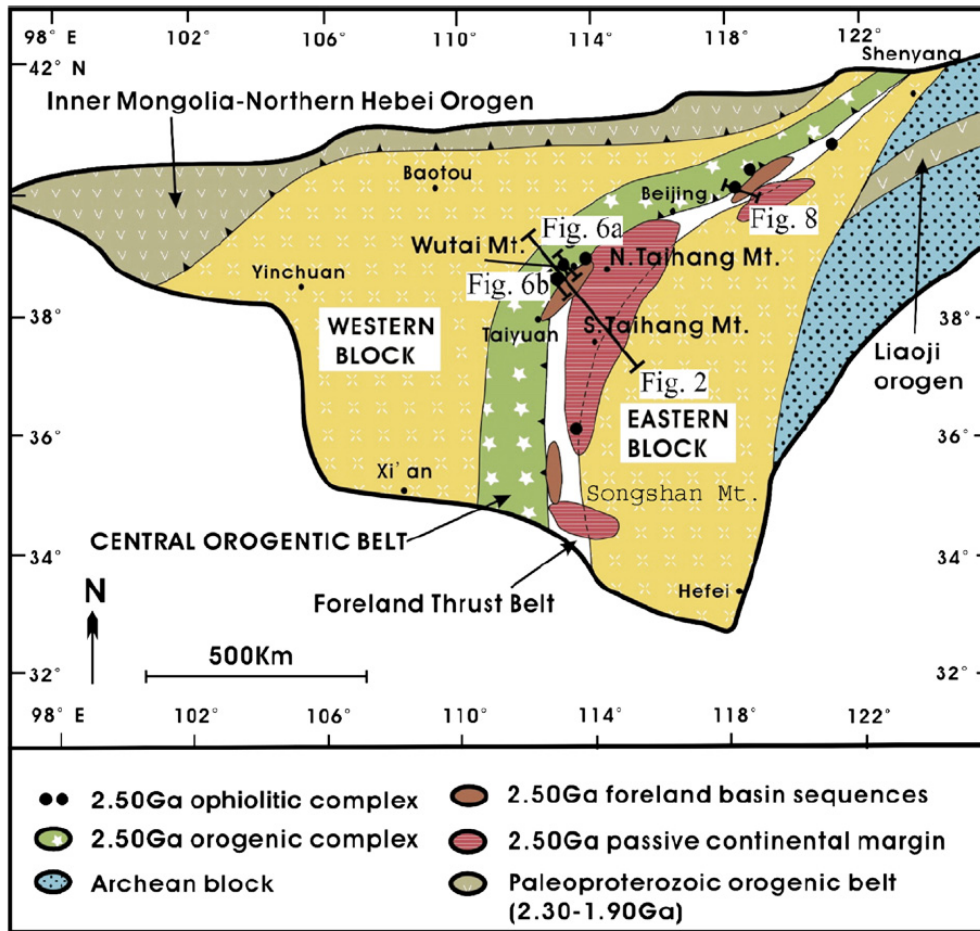 98° E
102°
106°
110°
114°
118°
122°
42°
N
Shenyang
Inner Mongolia-Northern Hebei Orogen
Baotou
Beijing
Fig. 8
Fig. 6a
Wutai Mt.
N.Taihang Mt.
Yinchuan
Fig. 6b
38°
38°
WESTERN
BLOCK
Taiyuan
S.Taihang Mt.
Liaoji
orogen
Fig. 2
EASTERN
BLOCK
36°
36°
Xi' an
Songshan Mt.
CENTRAL OROGENTIC BELT
34°
34°
Foreland Thrust Belt
Hefei
N
500Km
32°
32°
98° E
102°
106°
110°
114°
118°
122°
2.50Ga ophiolitic complex
2.50Ga orogenic complex
Archean block
2.50Ga foreland basin sequences
2.50Ga passive continental margin
Paleoproterozoic orogenic belt
(2.30-1.90Ga)